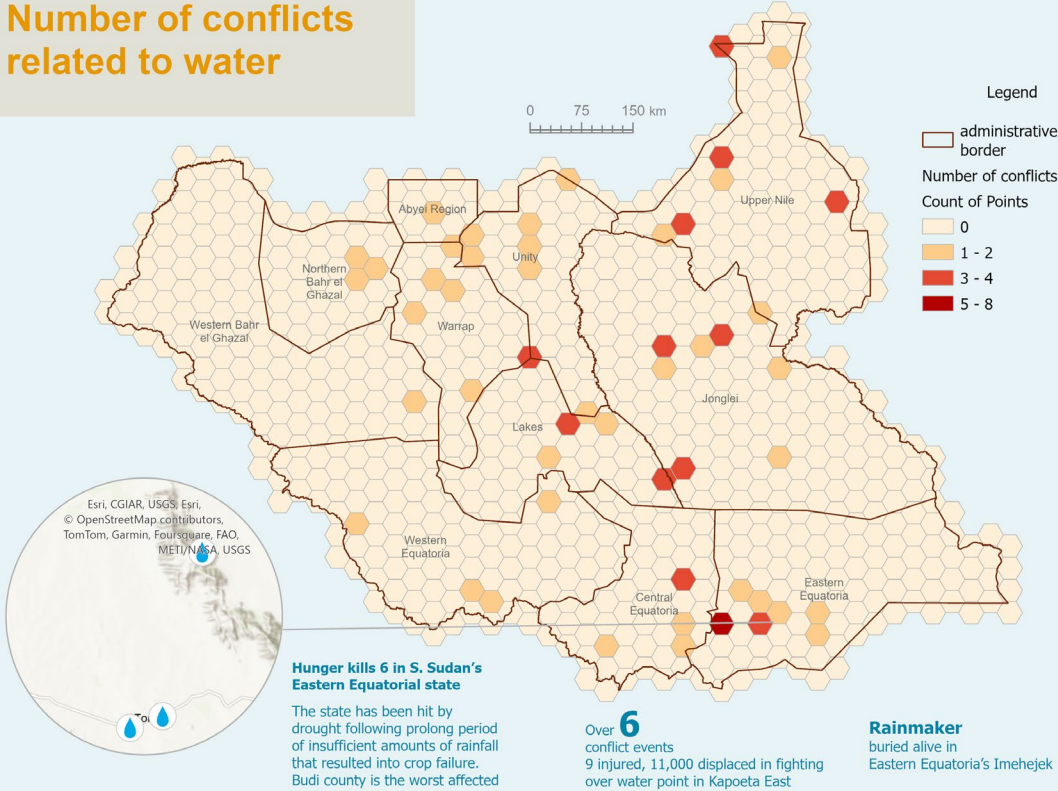 Number of conflicts
related to water
0 75 150 km
Legend
administrative
border
Number of conflicts
Count of Points
0
1 - 2
3 - 4
5 - 8
Upper Nile
Abyei Region
Unity
Northern
Bahr el
Ghazal
Western Bahr
el Ghazal
Warrap
Jonglei
Lakes
Western
Equatoria
Central
Equatoria
Eastern
Equatoria
Esri, CGIAR, USGS, Esri,
© OpenStreetMap contributors,
TomTom, Garmin, Foursquare, FAO,
METI/NASA, USGS
Hunger kills 6 in S. Sudan's
Eastern Equatorial state
The state has been hit by
drought following prolong period
of insufficient amounts of rainfall
that resulted into crop failure.
Budi county is the worst affected
Over 6
conflict events
9 injured, 11,000 displaced in fighting
over water point in Kapoeta East
Rainmaker
buried alive in
Eastern Equatoria's Imehejek